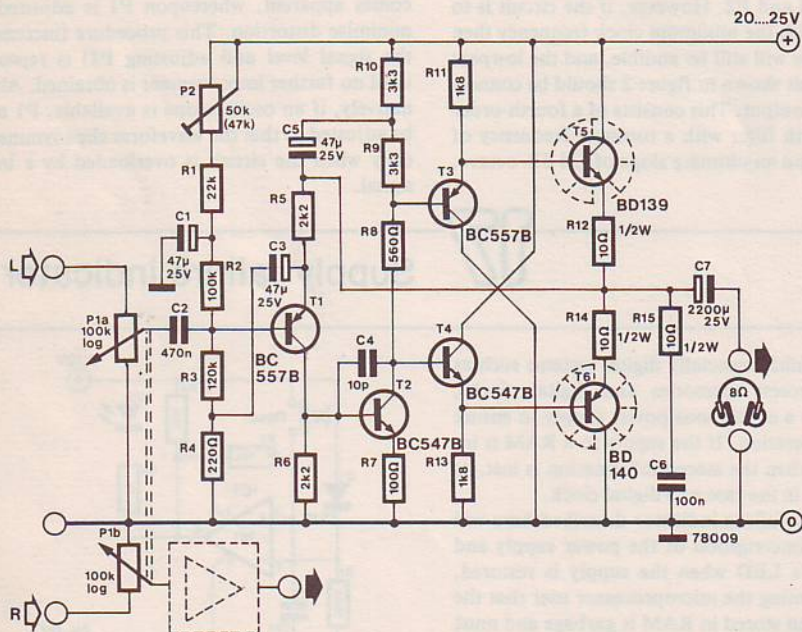 20...25V
+
P2
50k
(47k)
R10
3k3
R11
1k8
C5
47µ
25V
T5
R9
3k3
R1
22k
R5
2k2
T3
BC557B
BD139
C1
47µ
25V
R8
560Ω
R12
10Ω
1/2W
L
R2
100k
C3
47µ
25V
T1
C7
2200µ
25V
P1a
100k
log
C2
470n
R14
10Ω
1/2W
R15
10Ω
1/2W
BC
557B
C4
10p
T4
BC547B
R3
120k
T2
BC547B
T6
8Ω
R4
220Ω
BD
140
R6
2k2
R7
100Ω
R13
1k8
C6
100n
0
78009
P1b
100k
log
R